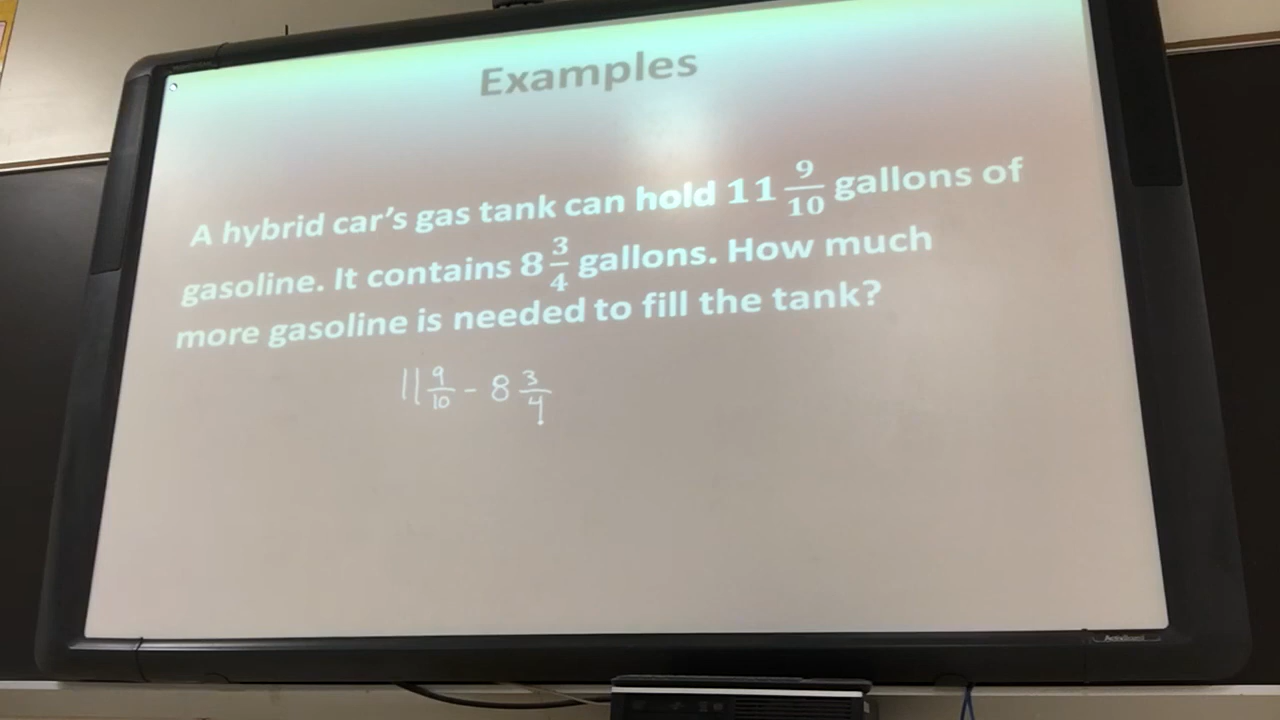 Examples
A hybrid car's gas tank can hold 11 9/10 gallons of
gasoline. It contains 8 3/4 gallons. How much
more gasoline is needed to fill the tank?
11 9/10 - 8 3/4
ActivBoard